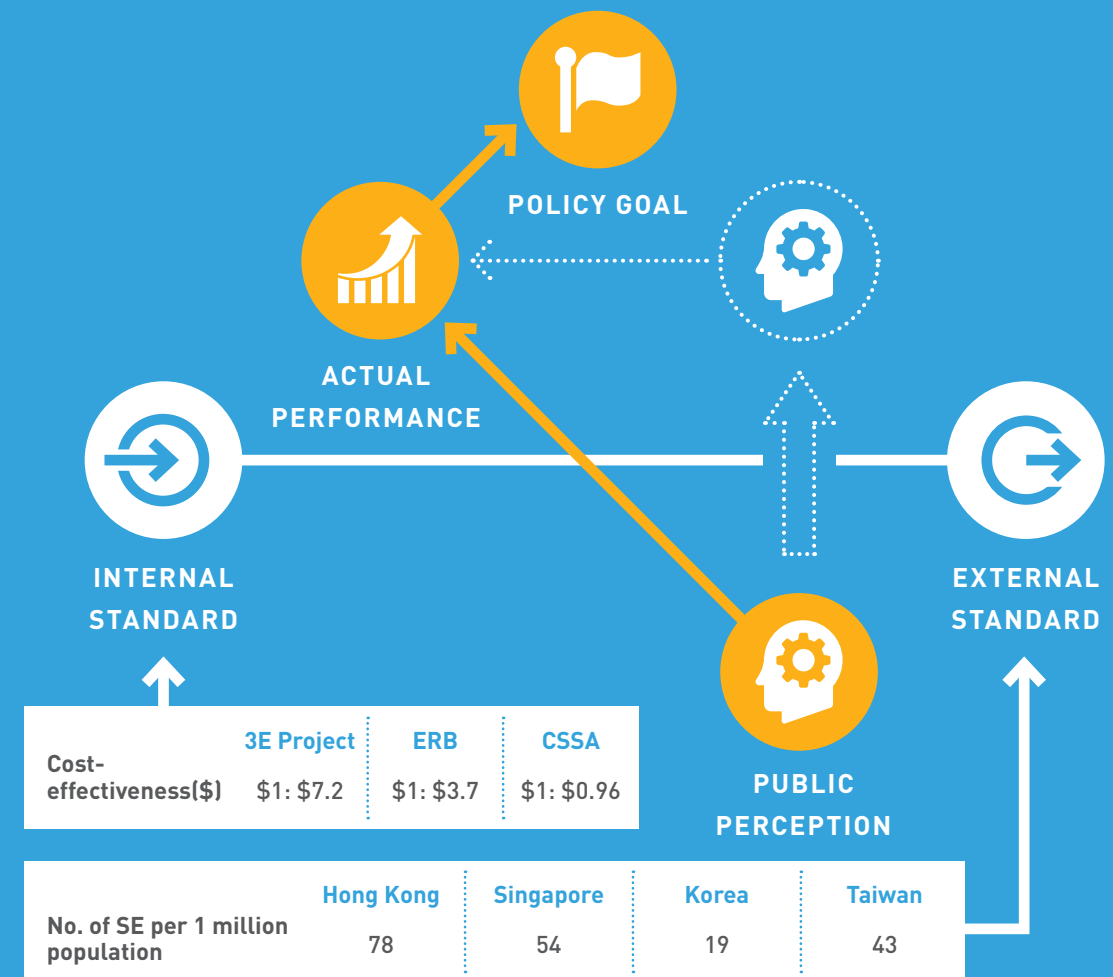 POLICY GOAL
ACTUAL
PERFORMANCE
INTERNAL
STANDARD
EXTERNAL
STANDARD
PUBLIC
PERCEPTION
3E Project ERB CSSA
Cost-
effectiveness($) $1: $7.2 $1: $3.7 $1: $0.96
Hong Kong Singapore Korea Taiwan
No. of SE per 1 million
population 78 54 19 43